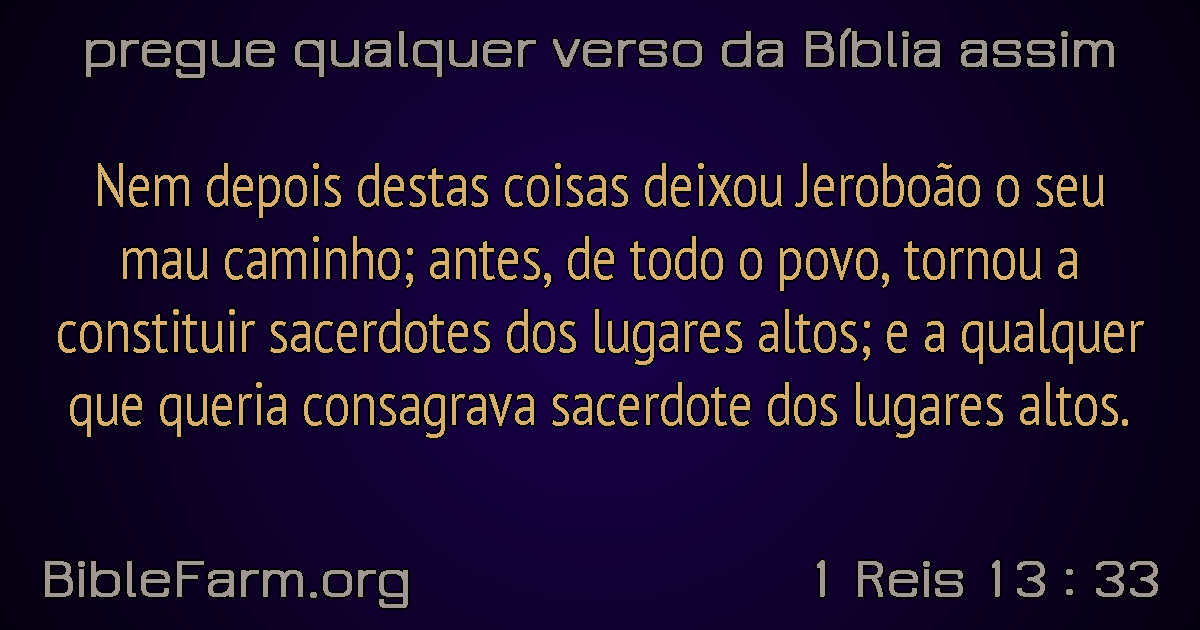 pregue qualquer verso da Bíblia assim
Nem depois destas coisas deixou Jeroboão o seu
mau caminho; antes, de todo o povo, tornou a
constituir sacerdotes dos lugares altos; e a qualquer
que queria consagrava sacerdote dos lugares altos.
BibleFarm.org
1 Reis 13 : 33